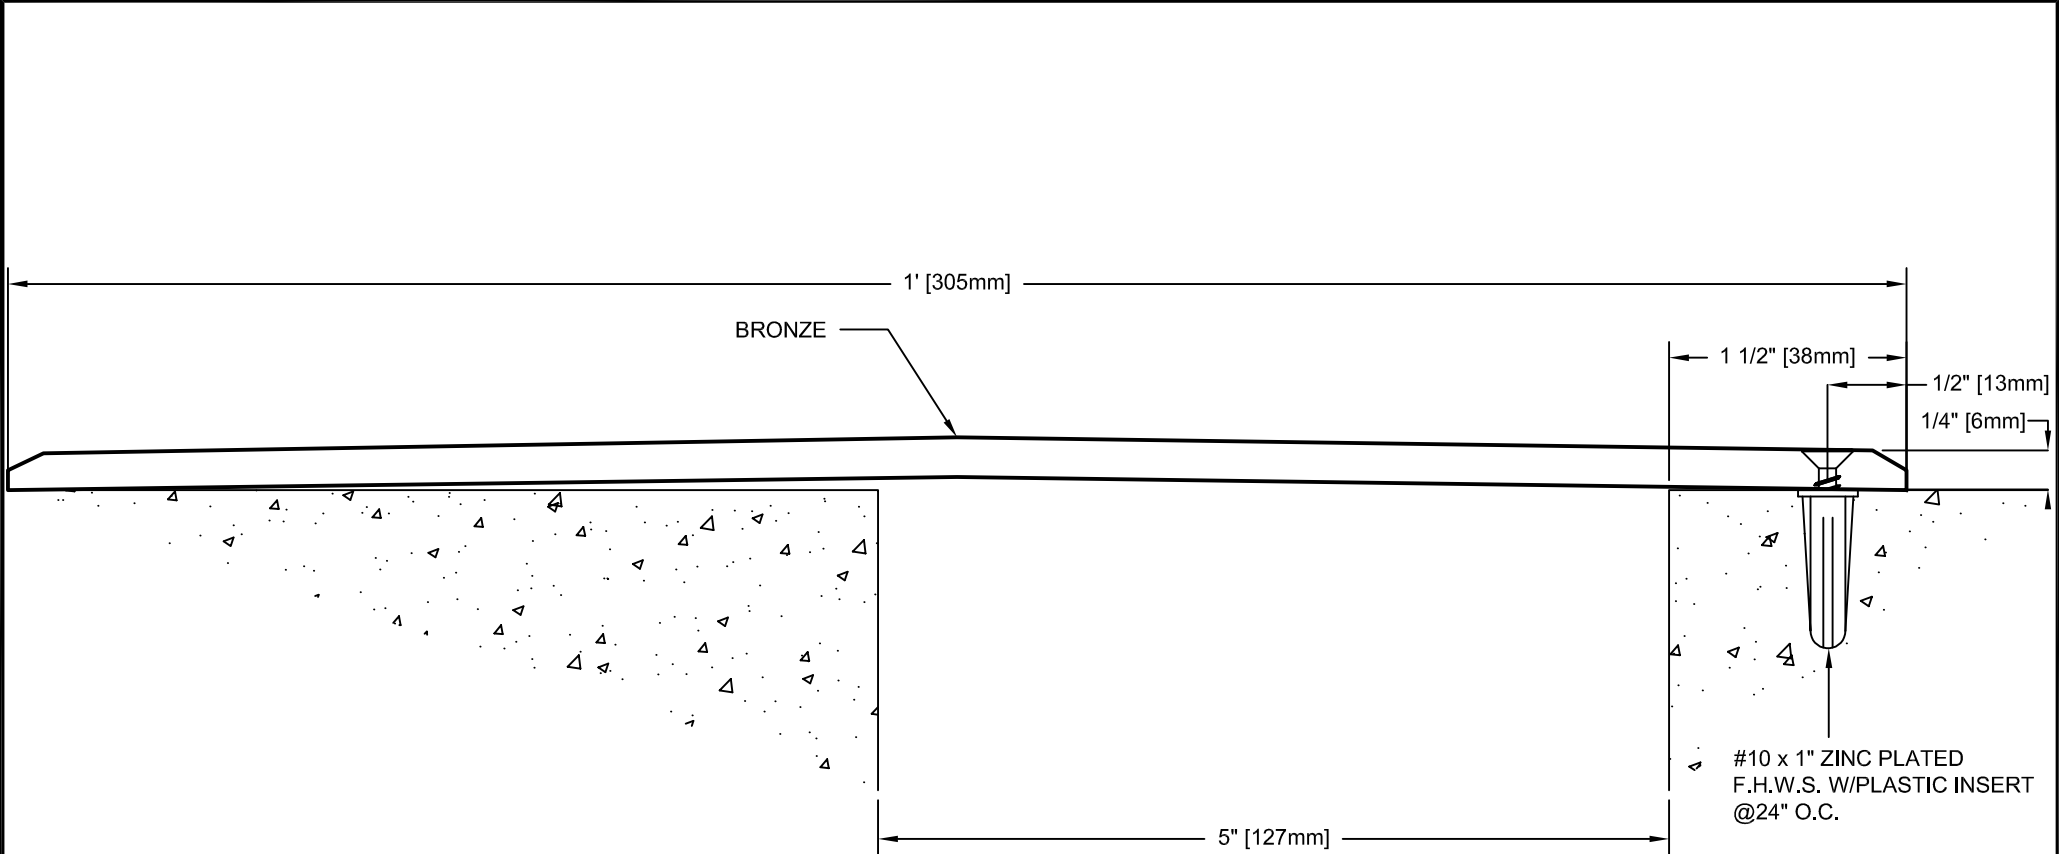 1' [305mm]
BRONZE
1 1/2" [38mm]
1/2" [13mm]
1/4" [6mm]
#10 x 1" ZINC PLATED
F.H.W.S. W/PLASTIC INSERT
@24" O.C.
5" [127mm]